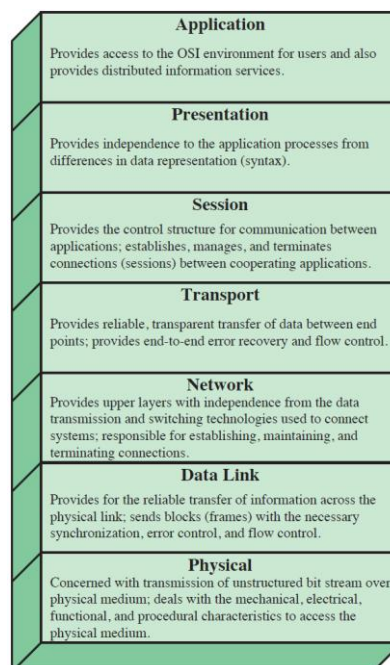 Application
Provides access to the OSI environment for users and also
provides distributed information services.
Presentation
Provides independence to the application processes from
differences in data representation (syntax).
Session
Provides the control structure for communication between
applications; establishes, manages, and terminates
connections (sessions) between cooperating applications.
Transport
Provides reliable, transparent transfer of data between end
points; provides end-to-end error recovery and flow control.
Network
Provides upper layers with independence from the data
transmission and switching technologies used to connect
systems; responsible for establishing, maintaining, and
terminating connections.
Data Link
Provides for the reliable transfer of information across the
physical link; sends blocks (frames) with the necessary
synchronization, error control, and flow control.
Physical
Concerned with transmission of unstructured bit stream over
physical medium; deals with the mechanical, electrical,
functional, and procedural characteristics to access the
physical medium.